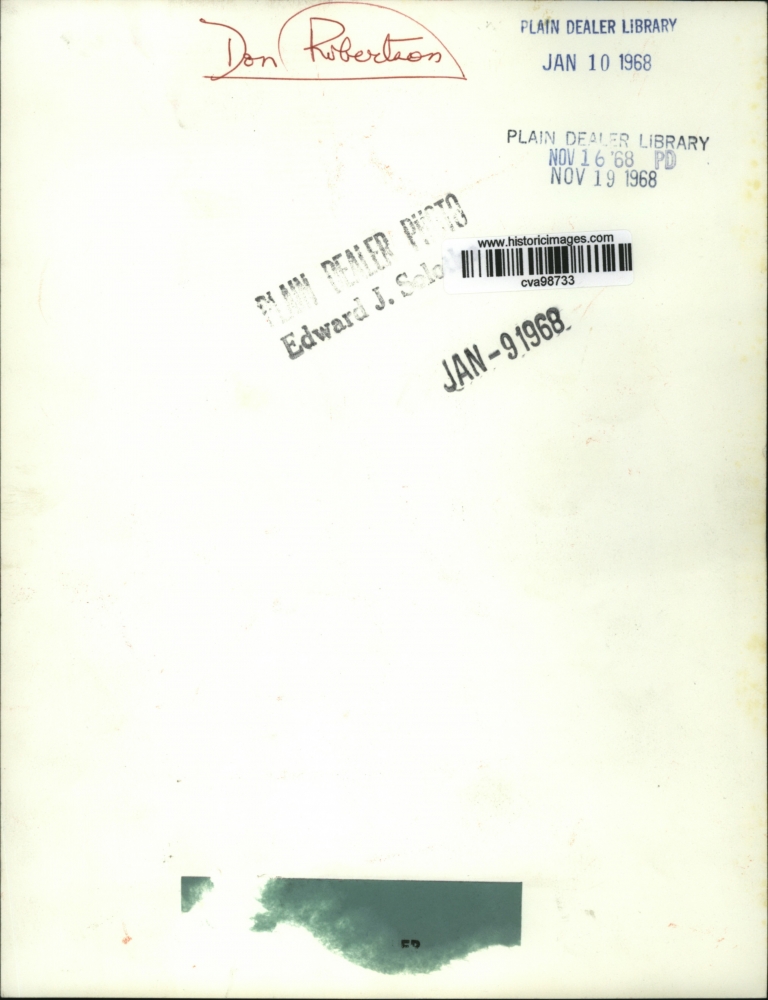 Don Robertson
PLAIN DEALER LIBRARY
JAN 10 1968
PLAIN DEALER LIBRARY
NOV 16 '68 PD
NOV 19 1968
PLAIN DEALER PHOTO
Edward J.
www.historicimages.com
cva98733
JAN -9 1968